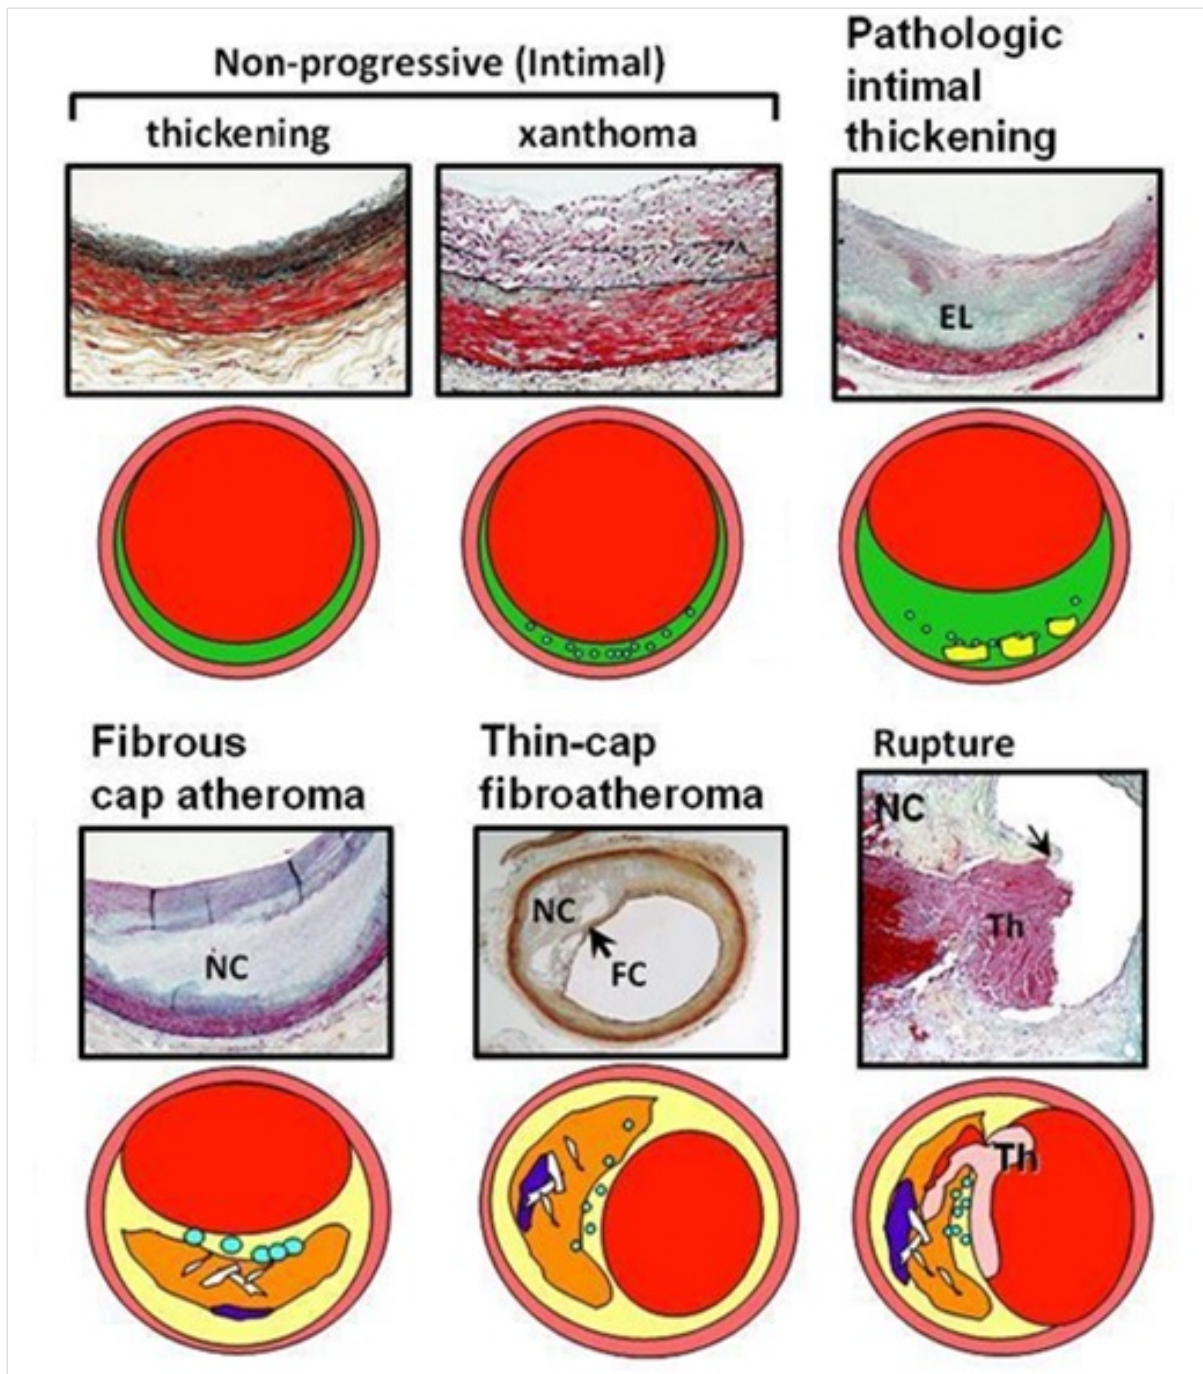 Non-progressive (Intimal)
thickening
xanthoma
Pathologic
intimal
thickening
EL
Fibrous
cap atheroma
Thin-cap
fibroatheroma
Rupture
NC
NC
FC
NC
Th
Th